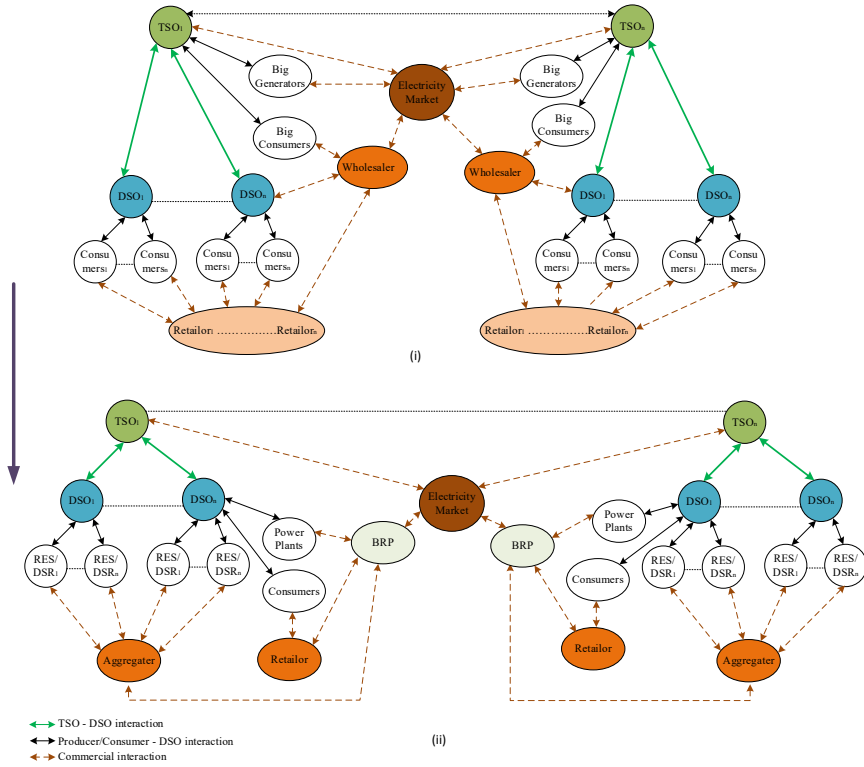 TSO₁
TSOₙ
Big
Generators
Big
Generators
Electricity
Market
Big
Consumers
Big
Consumers
Wholesaler
Wholesaler
DSO₁
DSOₙ
DSO₁
DSOₙ
Consu
mers₁
Consu
mersₙ
Consu
mers₁
Consu
mersₙ
Consu
mers₁
Consu
mersₙ
Consu
mers₁
Consu
mersₙ
Retailor₁ ................Retailorₙ
Retailor₁ ................Retailorₙ
(i)
TSO₁
TSOₙ
DSO₁
DSOₙ
Electricity
Market
DSO₁
DSOₙ
Power
Plants
BRP
BRP
Power
Plants
RES/
DSR₁
RES/
DSRₙ
RES/
DSR₁
RES/
DSRₙ
Consumers
Consumers
RES/
DSR₁
RES/
DSRₙ
RES/
DSR₁
RES/
DSRₙ
Aggregater
Retailor
Retailor
Aggregater
TSO - DSO interaction
Producer/Consumer - DSO interaction
Commercial interaction
(ii)